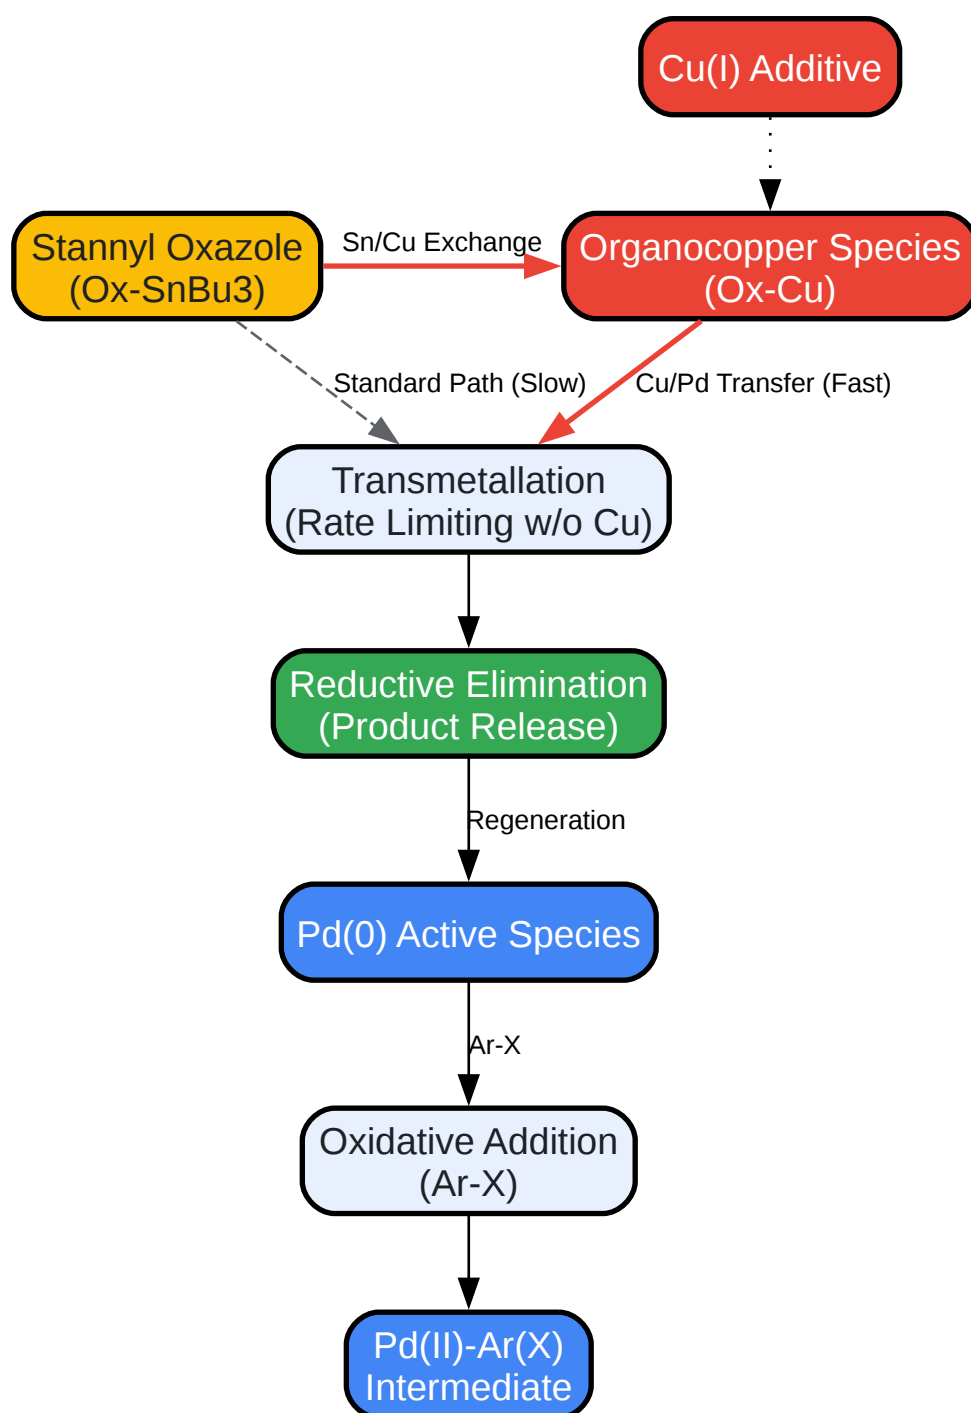 Cu(I) Additive
Stannyl Oxazole
(Ox-SnBu3)
Sn/Cu Exchange
Organocopper Species
(Ox-Cu)
Standard Path (Slow)
Cu/Pd Transfer (Fast)
Transmetallation
(Rate Limiting w/o Cu)
Reductive Elimination
(Product Release)
Regeneration
Pd(0) Active Species
Ar-X
Oxidative Addition
(Ar-X)
Pd(II)-Ar(X)
Intermediate